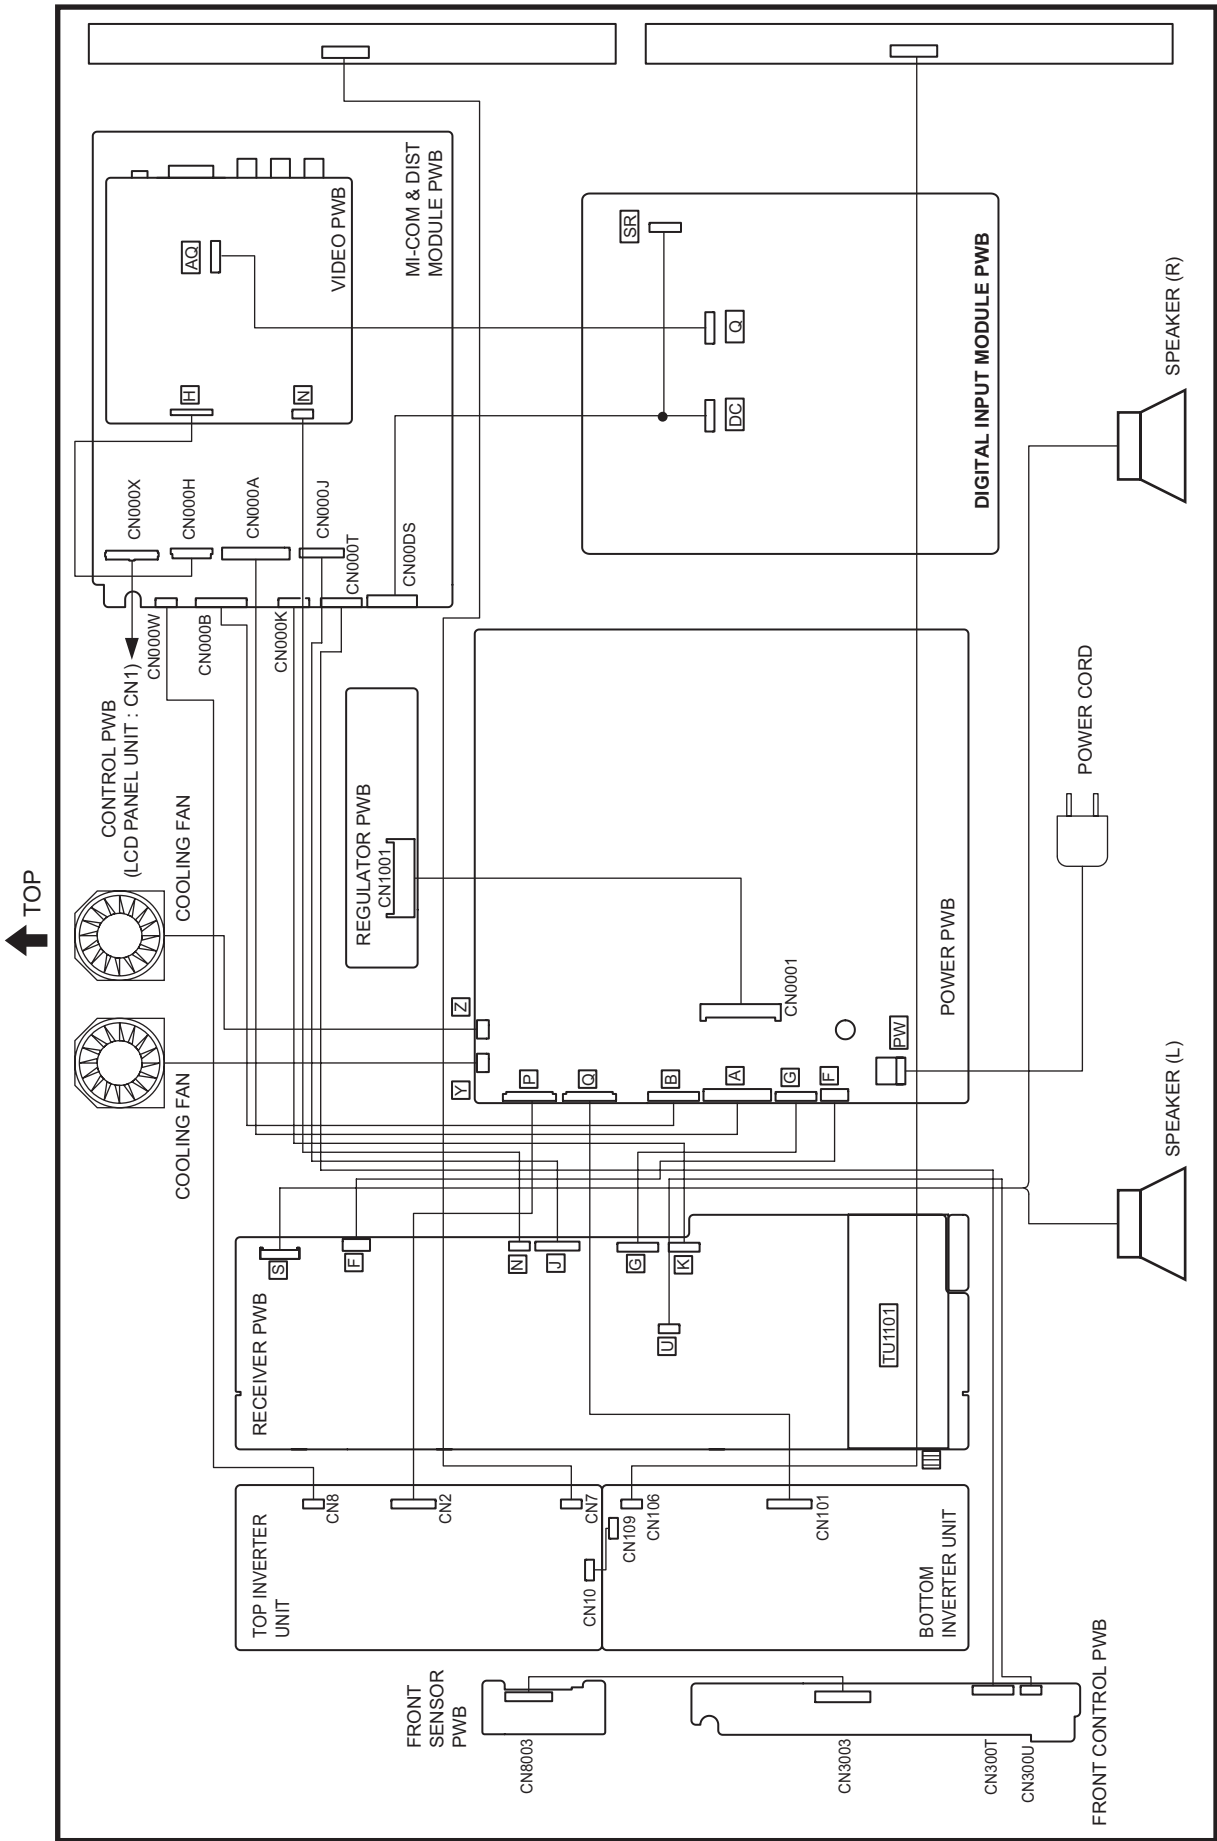 TOP
COOLING FAN
COOLING FAN
CONTROL PWB
(LCD PANEL UNIT : CN1)
TOP INVERTER
UNIT
CN8
CN2
CN7
CN10
BOTTOM
INVERTER UNIT
CN109
CN106
CN101
FRONT
SENSOR
PWB
CN8003
CN3003
CN300T
CN300U
FRONT CONTROL PWB
RECEIVER PWB
S
F
N
J
G
K
U
TU1101
Y
Z
P
Q
B
A
G
F
PW
CN0001
POWER PWB
REGULATOR PWB
CN1001
CN000W
CN000B
CN000K
CN000T
CN00DS
CN000X
CN000H
CN000A
CN000J
H
N
AQ
VIDEO PWB
MI-COM & DIST
MODULE PWB
SR
Q
DC
DIGITAL INPUT MODULE PWB
SPEAKER (L)
POWER CORD
SPEAKER (R)